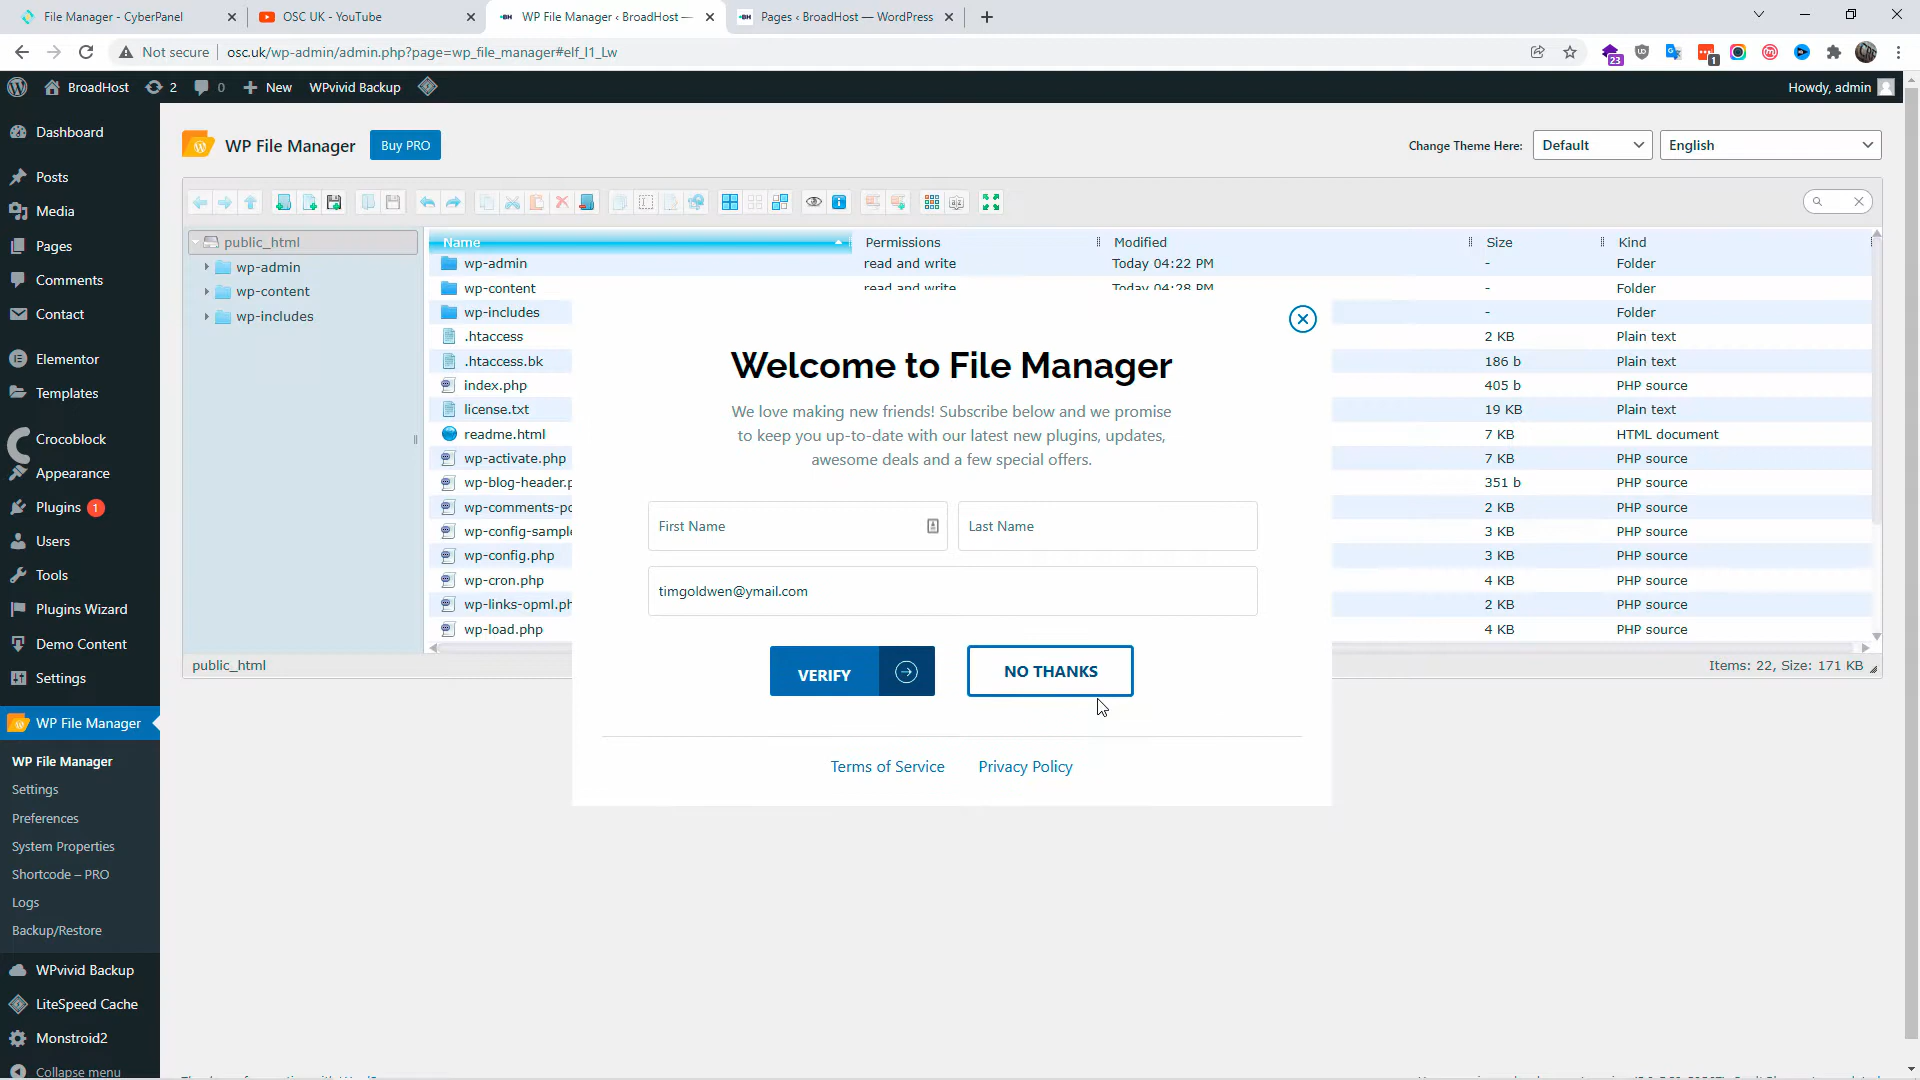 File Manager - CyberPanel
OSC UK - YouTube
WP File Manager ‹ BroadHost —
Pages ‹ BroadHost — WordPress
Not secure
osc.uk/wp-admin/admin.php?page=wp_file_manager#elf_l1_Lw
23
1
BroadHost
2
0
New
WPvivid Backup
Howdy, admin
Dashboard
Posts
Media
Pages
Comments
Contact
Elementor
Templates
Crocoblock
Appearance
Plugins 1
Users
Tools
Plugins Wizard
Demo Content
Settings
WP File Manager
WP File Manager
Settings
Preferences
System Properties
Shortcode – PRO
Logs
Backup/Restore
WPvivid Backup
LiteSpeed Cache
Monstroid2
Collapse menu
WP File Manager
Buy PRO
Change Theme Here:
Default
English
public_html
wp-admin
wp-content
wp-includes
Name Permissions Modified Size Kind
wp-admin read and write Today 04:22 PM - Folder
wp-content read and write Today 04:28 PM - Folder
wp-includes - Folder
.htaccess 2 KB Plain text
.htaccess.bk 186 b Plain text
index.php 405 b PHP source
license.txt 19 KB Plain text
readme.html 7 KB HTML document
wp-activate.php 7 KB PHP source
wp-blog-header.p 351 b PHP source
wp-comments-po 2 KB PHP source
wp-config-sample 3 KB PHP source
wp-config.php 3 KB PHP source
wp-cron.php 4 KB PHP source
wp-links-opml.ph 2 KB PHP source
wp-load.php 4 KB PHP source
public_html
Items: 22, Size: 171 KB
Welcome to File Manager
We love making new friends! Subscribe below and we promise
to keep you up-to-date with our latest new plugins, updates,
awesome deals and a few special offers.
First Name
Last Name
timgoldwen@ymail.com
VERIFY
NO THANKS
Terms of Service
Privacy Policy